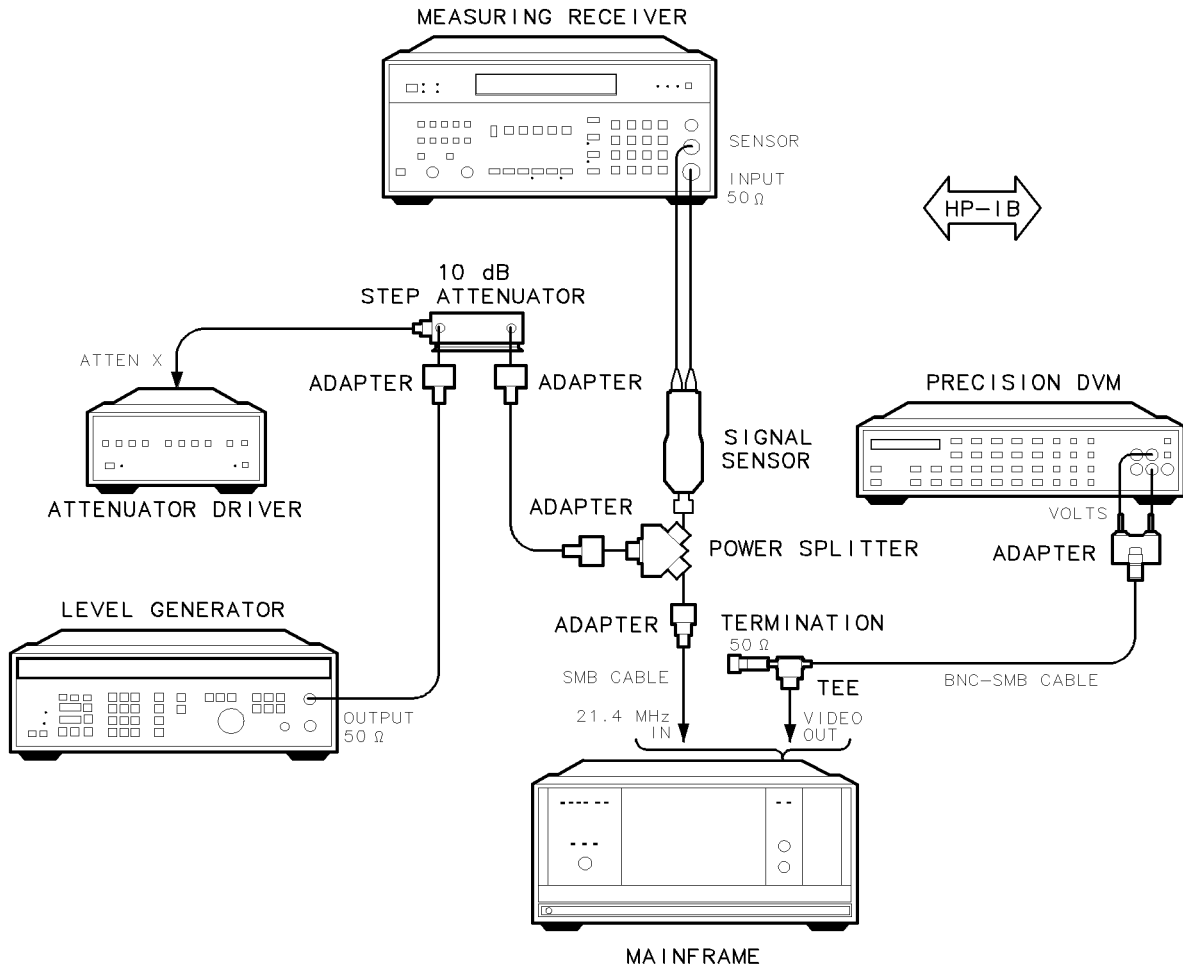 MEASURING RECEIVER
SENSOR
INPUT
50 Ω
HP-IB
10 dB
STEP ATTENUATOR
ATTEN X
ADAPTER
ADAPTER
PRECISION DVM
ATTENUATOR DRIVER
SIGNAL
SENSOR
VOLTS
ADAPTER
POWER SPLITTER
ADAPTER
LEVEL GENERATOR
ADAPTER
TERMINATION
50 Ω
SMB CABLE
TEE
BNC-SMB CABLE
OUTPUT
50 Ω
21.4 MHz
IN
VIDEO
OUT
MAINFRAME